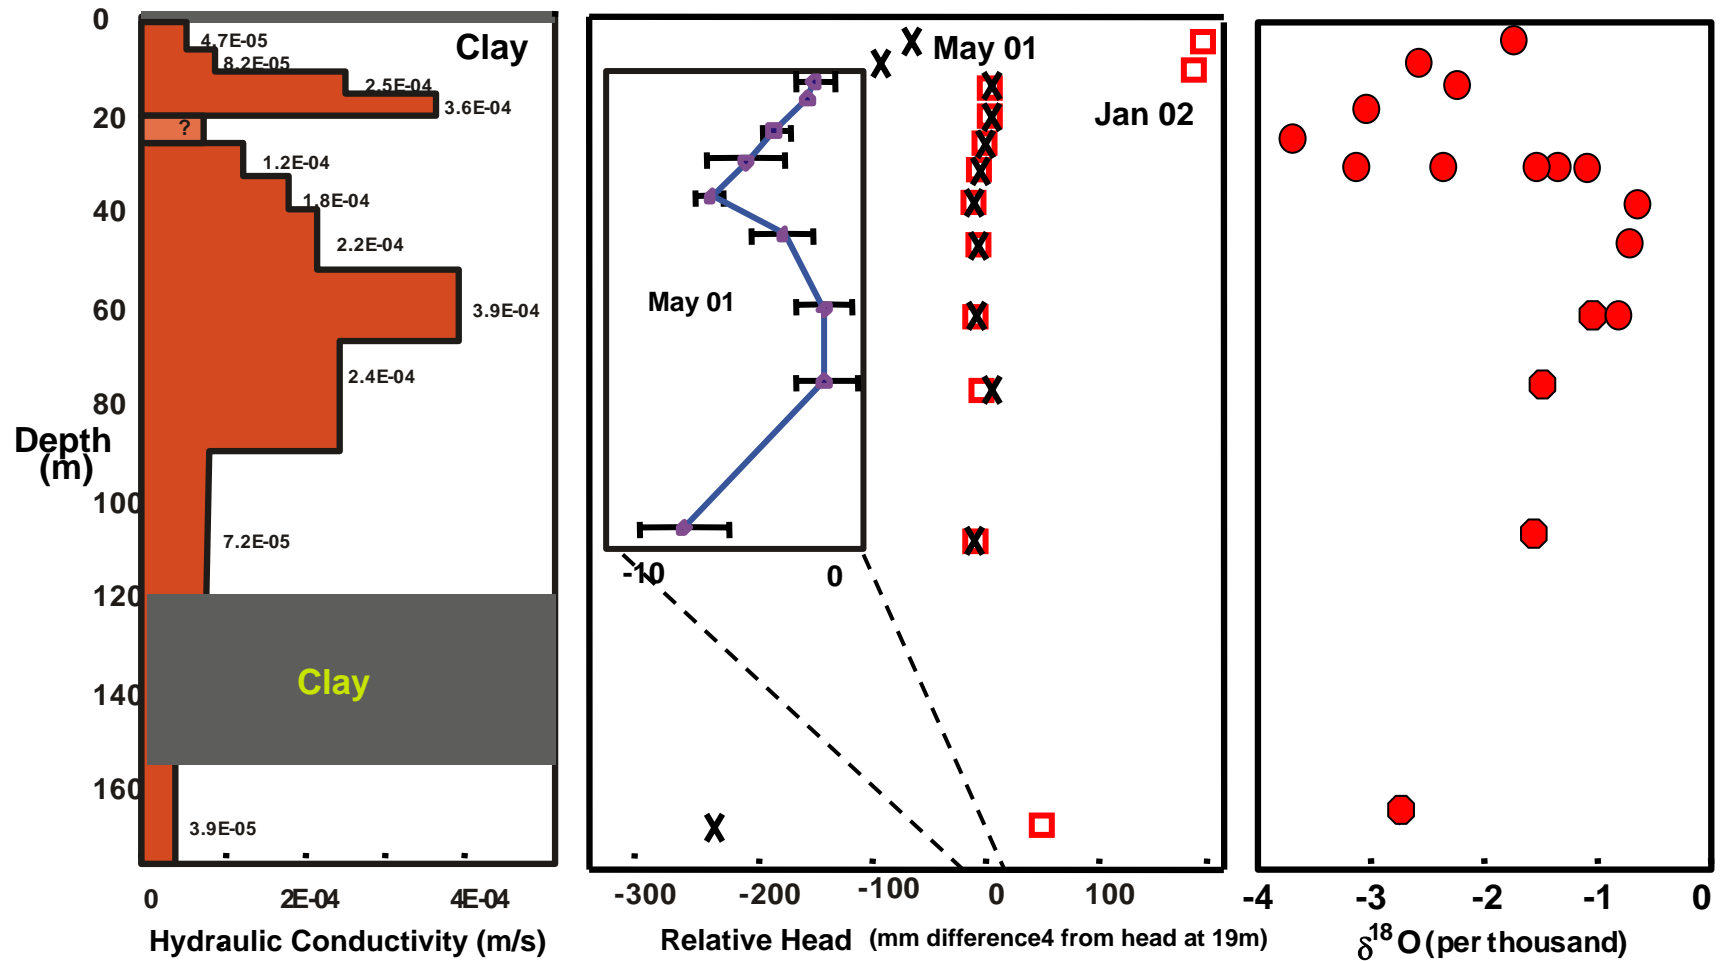 0
20
40
60
80
Depth
(m)
100
120
140
160
Clay
4.7E-05
8.2E-05
2.5E-04
3.6E-04
?
1.2E-04
1.8E-04
2.2E-04
3.9E-04
2.4E-04
7.2E-05
Clay
3.9E-05
0 2E-04 4E-04
Hydraulic Conductivity (m/s)
May 01
Jan 02
May 01
-10 0
-300 -200 -100 0 100
Relative Head (mm difference4 from head at 19m)
-4 -3 -2 -1 0
δ18O (per thousand)